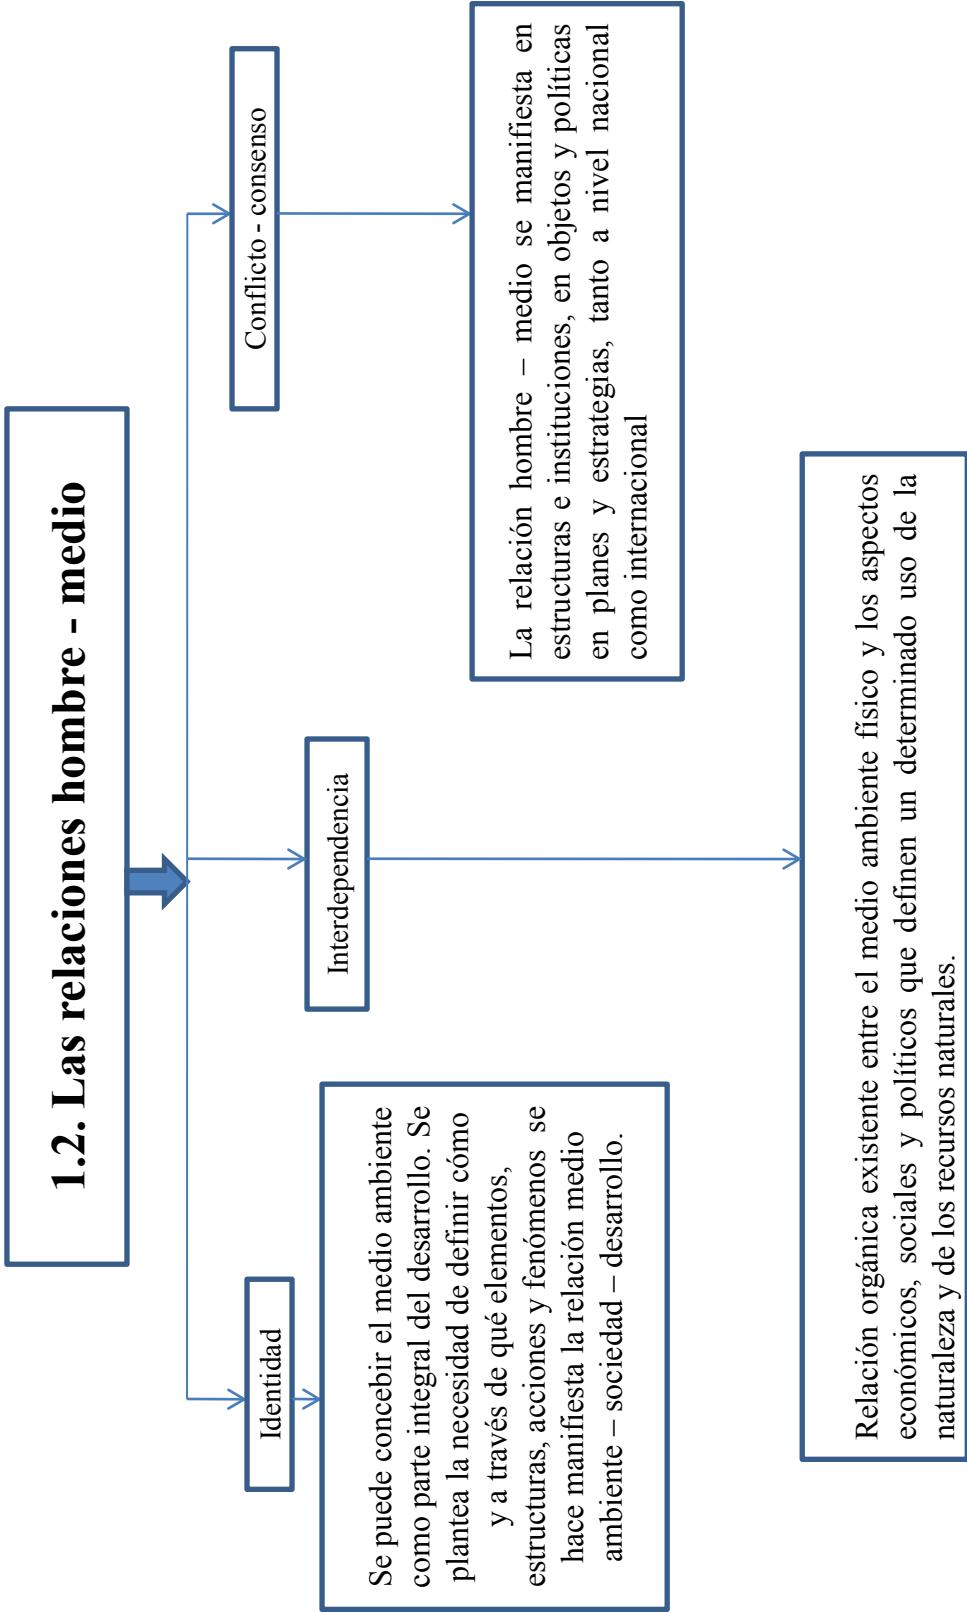 1.2. Las relaciones hombre - medio
Identidad
Se puede concebir el medio ambiente
como parte integral del desarrollo. Se
plantea la necesidad de definir cómo
y a través de qué elementos,
estructuras, acciones y fenómenos se
hace manifiesta la relación medio
ambiente – sociedad – desarrollo.
Interdependencia
Relación orgánica existente entre el medio ambiente físico y los aspectos
económicos, sociales y políticos que definen un determinado uso de la
naturaleza y de los recursos naturales.
Conflicto - consenso
La relación hombre – medio se manifiesta en
estructuras e instituciones, en objetos y políticas
en planes y estrategias, tanto a nivel nacional
como internacional